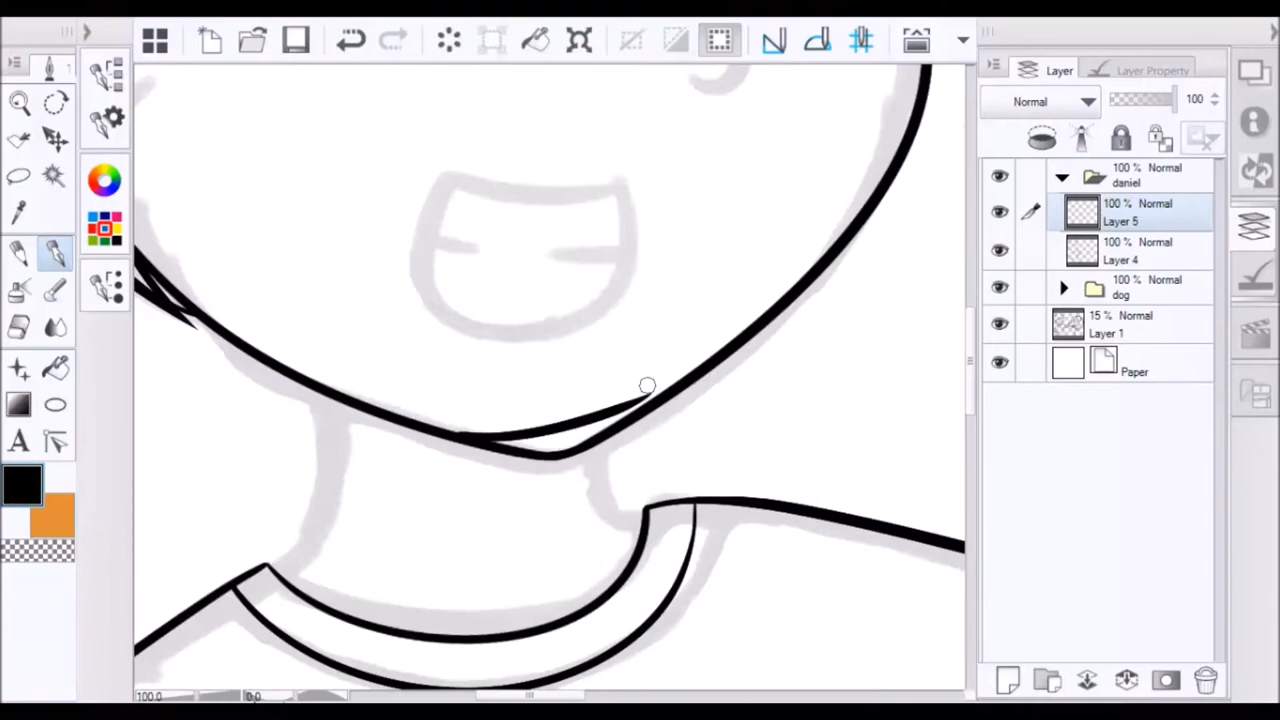 Layer
Layer Property
Normal
100
100 % Normal
daniel
100 % Normal
Layer 5
100 % Normal
Layer 4
100 % Normal
dog
15 % Normal
Layer 1
Paper
A
100.0
0.0